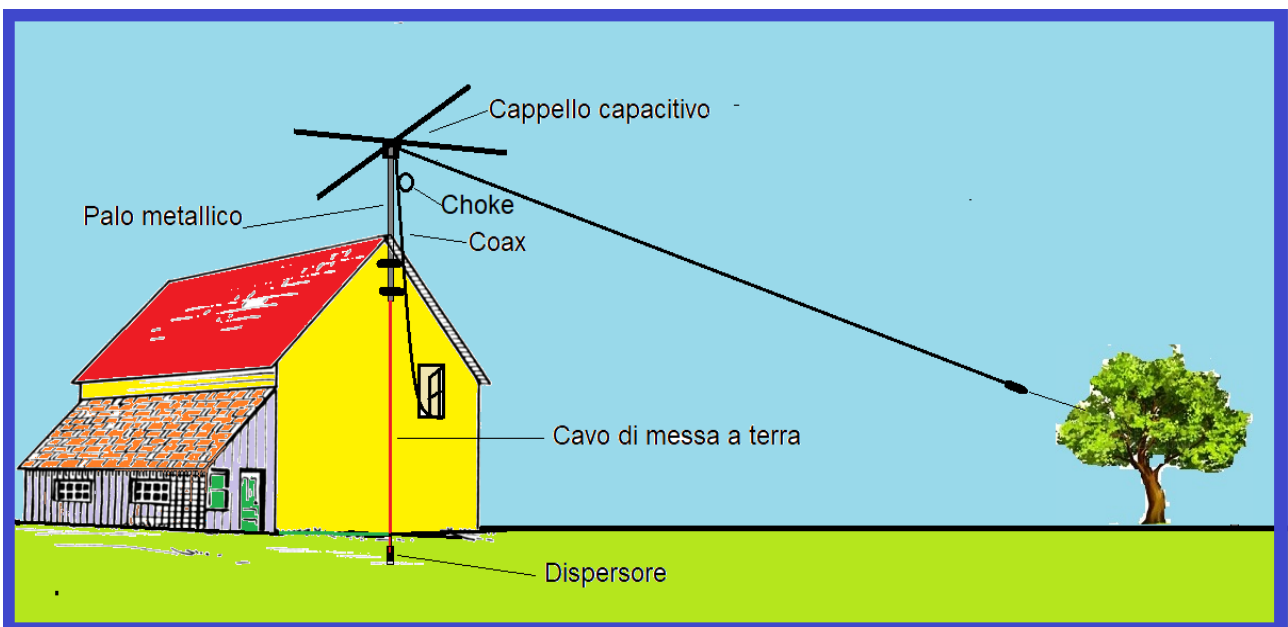 Cappello capacitivo
Palo metallico
Choke
Coax
Cavo di messa a terra
Dispersore